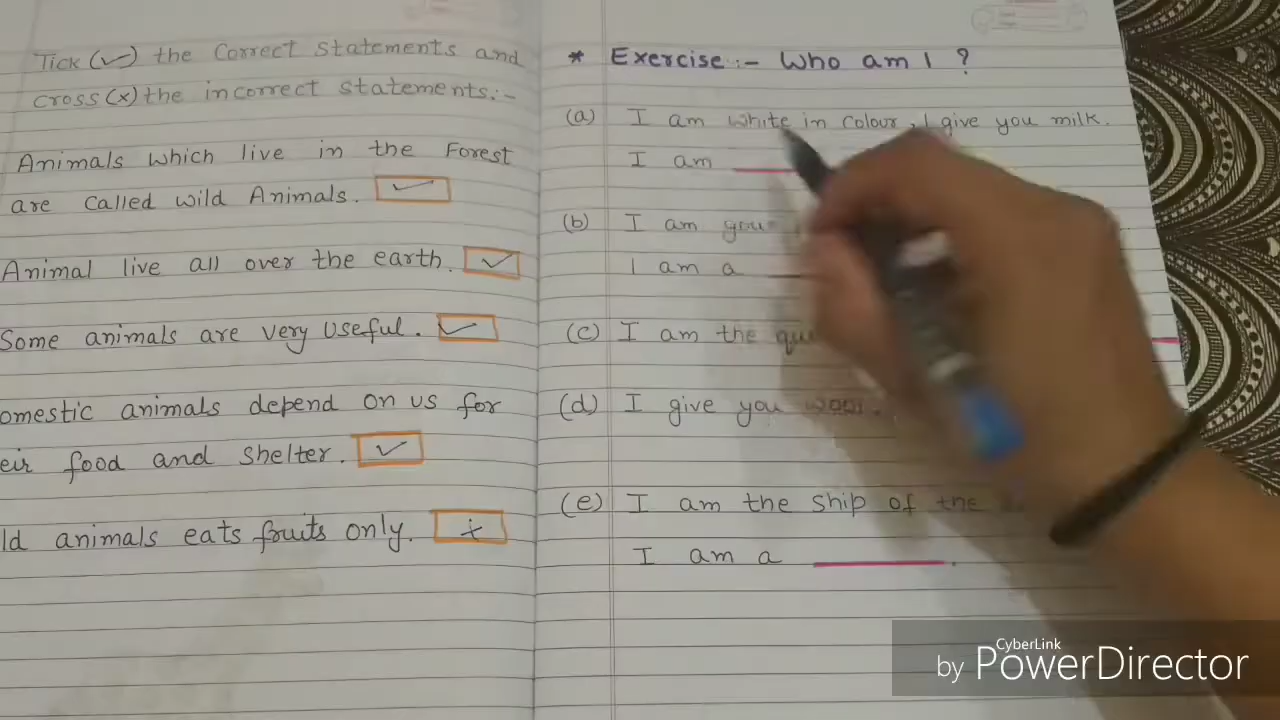 Tick (✓) the Correct Statements and
cross (x) the incorrect statements:-
Animals which live in the Forest
are called wild Animals. ✓
Animal live all over the earth. ✓
Some animals are very useful. ✓
omestic animals depend on us for
eir food and shelter. ✓
ld animals eats fruits only. x
* Exercise:- Who am I ?
(a) I am white in colour, I give you milk.
I am
(b) I am
I am a
(c) I am the
(d) I give you wool.
(e) I am the ship of the
I am a ______.
CyberLink
by PowerDirector